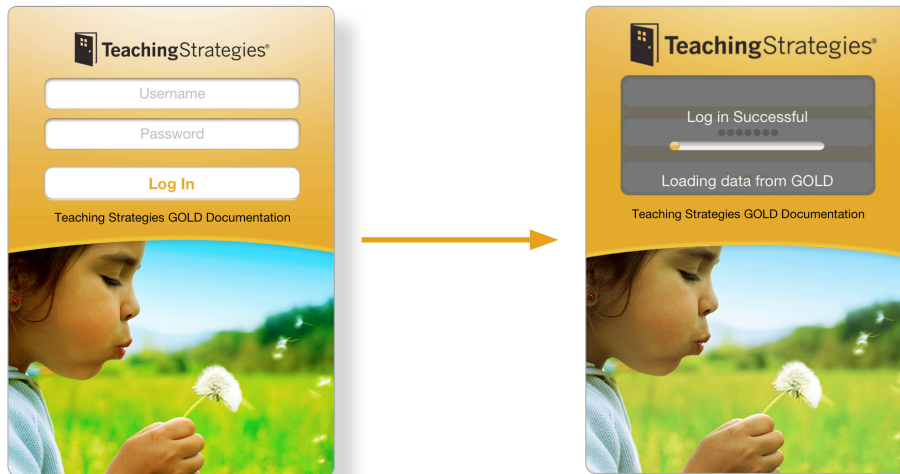 TeachingStrategies®
Username
Password
Log In
Teaching Strategies GOLD Documentation
TeachingStrategies®
Log in Successful
Loading data from GOLD
Teaching Strategies GOLD Documentation